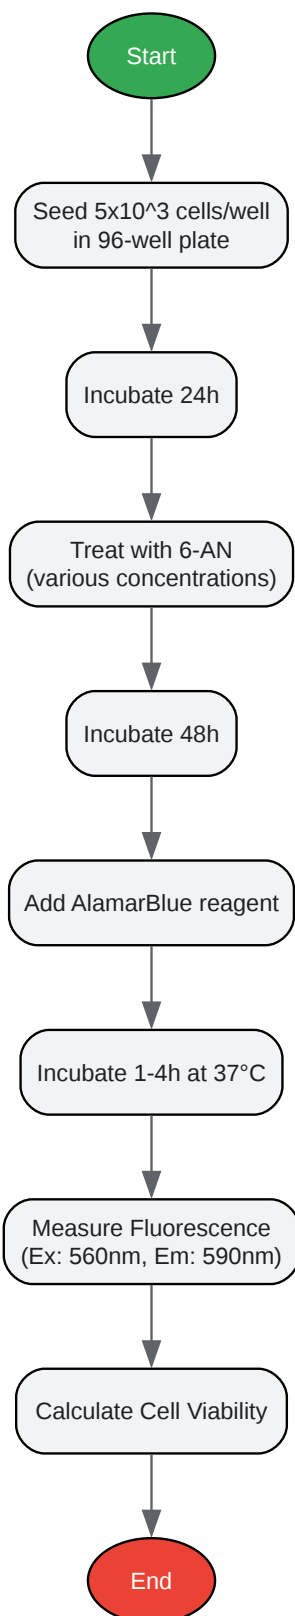 Start
Seed 5x10^3 cells/well
in 96-well plate
Incubate 24h
Treat with 6-AN
(various concentrations)
Incubate 48h
Add AlamarBlue reagent
Incubate 1-4h at 37°C
Measure Fluorescence
(Ex: 560nm, Em: 590nm)
Calculate Cell Viability
End